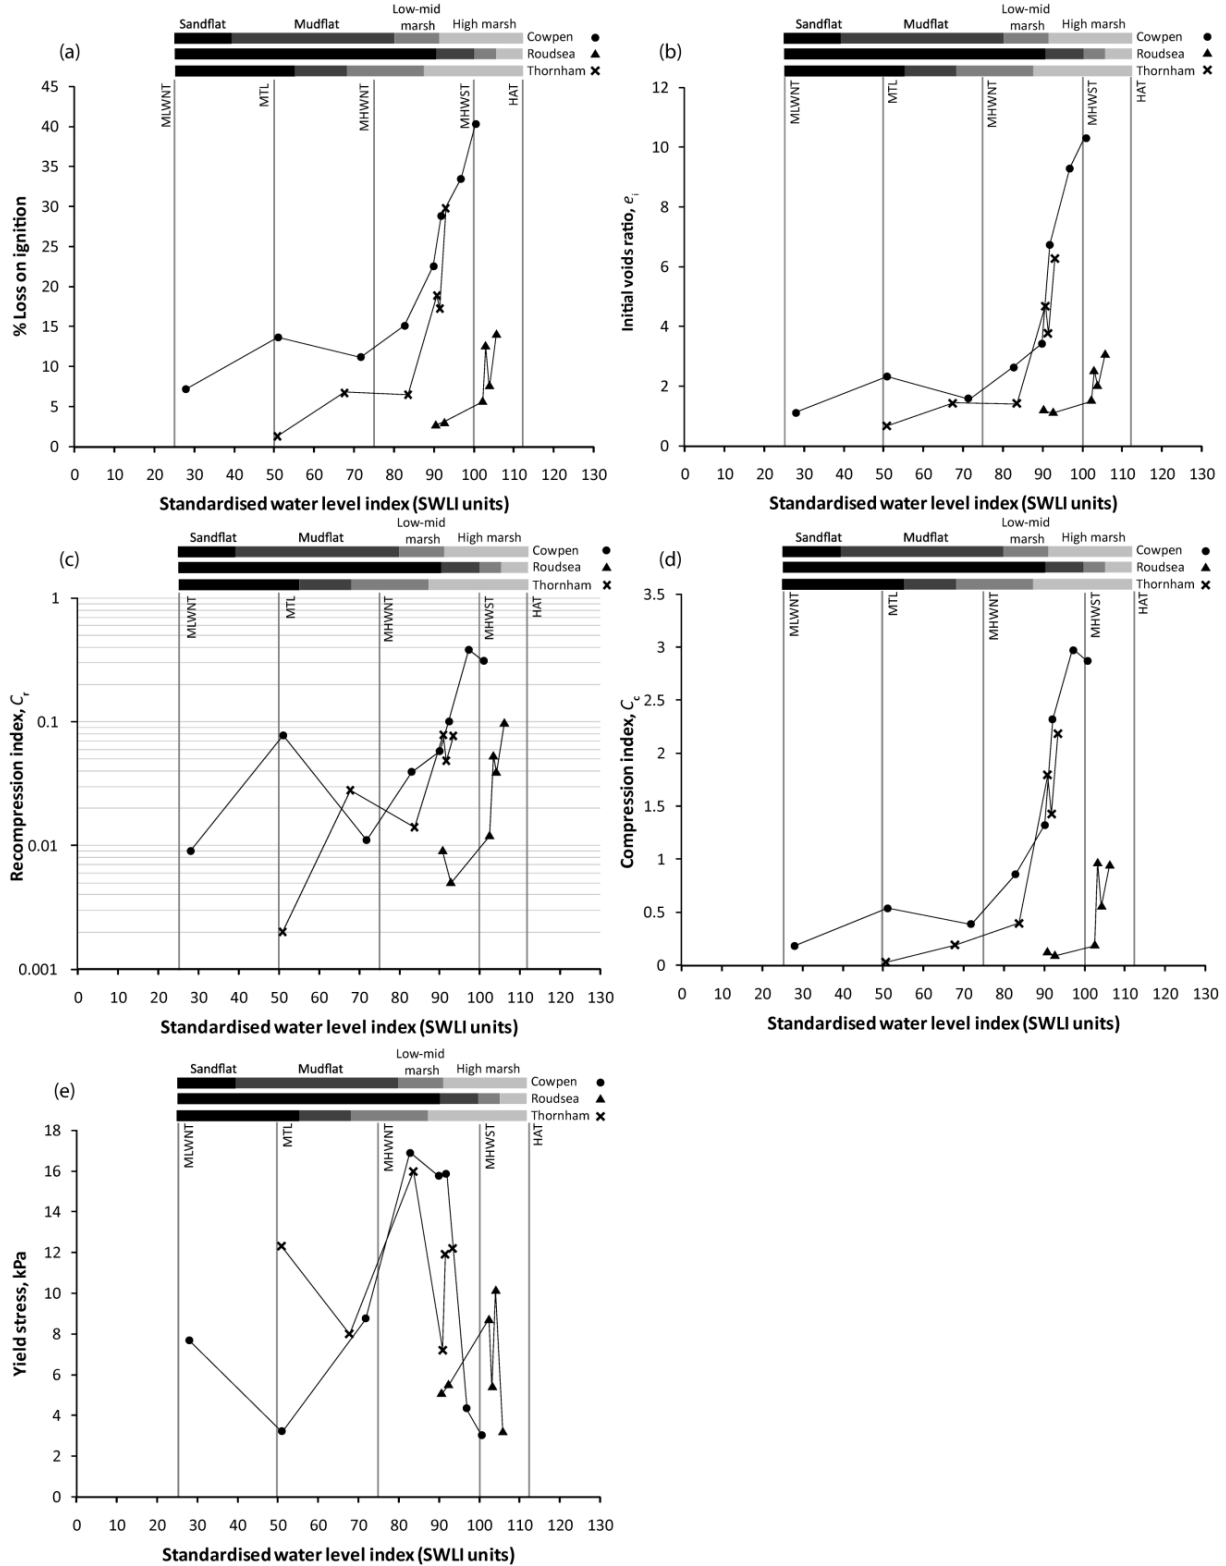 (a)
Sandflat Mudflat Low-mid marsh High marsh
Cowpen
Roudsea
Thornham
MLWNT MTL MHWNT MHWST HAT
45
40
35
30
25
20
15
10
5
0
% Loss on ignition
0 10 20 30 40 50 60 70 80 90 100 110 120 130
Standardised water level index (SWLI units)
(b)
Sandflat Mudflat Low-mid marsh High marsh
Cowpen
Roudsea
Thornham
MLWNT MTL MHWNT MHWST HAT
12
10
8
6
4
2
0
Initial voids ratio, ei
0 10 20 30 40 50 60 70 80 90 100 110 120 130
Standardised water level index (SWLI units)
(c)
Sandflat Mudflat Low-mid marsh High marsh
Cowpen
Roudsea
Thornham
MLWNT MTL MHWNT MHWST HAT
1
0.1
0.01
0.001
Recompression index, Cr
0 10 20 30 40 50 60 70 80 90 100 110 120 130
Standardised water level index (SWLI units)
(d)
Sandflat Mudflat Low-mid marsh High marsh
Cowpen
Roudsea
Thornham
MLWNT MTL MHWNT MHWST HAT
3.5
3
2.5
2
1.5
1
0.5
0
Compression index, Cc
0 10 20 30 40 50 60 70 80 90 100 110 120 130
Standardised water level index (SWLI units)
(e)
Sandflat Mudflat Low-mid marsh High marsh
Cowpen
Roudsea
Thornham
MLWNT MTL MHWNT MHWST HAT
18
16
14
12
10
8
6
4
2
0
Yield stress, kPa
0 10 20 30 40 50 60 70 80 90 100 110 120 130
Standardised water level index (SWLI units)